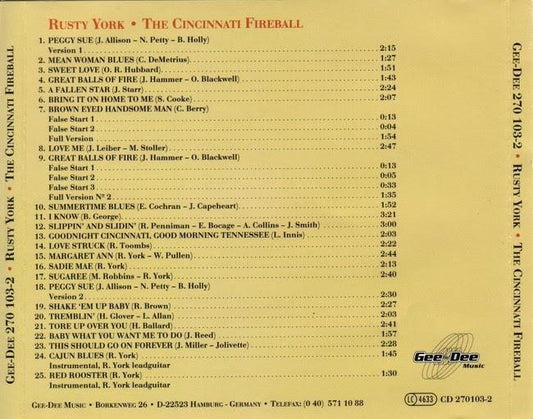 RUSTY YORK • THE CINCINNATI FIREBALL
1. PEGGY SUE (J. Allison – N. Petty – B. Holly)
Version 1 2:15
2. MEAN WOMAN BLUES (C. DeMetrius) 1:27
3. SWEET LOVE (O. R. Hubbard) 1:51
4. GREAT BALLS OF FIRE (J. Hammer – O. Blackwell) 1:43
5. A FALLEN STAR (J. Starr) 2:24
6. BRING IT ON HOME TO ME (S. Cooke) 2:07
7. BROWN EYED HANDSOME MAN (C. Berry)
False Start 1 0:13
False Start 2 0:04
Full Version 1:54
8. LOVE ME (J. Leiber – M. Stoller) 2:47
9. GREAT BALLS OF FIRE (J. Hammer – O. Blackwell)
False Start 1 0:13
False Start 2 0:05
False Start 3 0:33
Full Version Nº 2 1:35
10. SUMMERTIME BLUES (E. Cochran – J. Capeheart) 1:52
11. I KNOW (B. George) 3:21
12. SLIPPIN' AND SLIDIN' (R. Penniman – E. Bocage – A. Collins – J. Smith) 3:00
13. GOODNIGHT CINCINNATI, GOOD MORNING TENNESSEE (L. Innis) 2:03
14. LOVE STRUCK (R. Toombs) 2:22
15. MARGARET ANN (R. York – W. Pullen) 2:44
16. SADIE MAE (R. York) 2:13
17. SUGAREE (M. Robbins – R. York) 2:40
18. PEGGY SUE (J. Allison – N. Petty – B. Holly)
Version 2 2:30
19. SHAKE 'EM UP BABY (R. Brown) 2:27
20. TREMBLIN' (H. Glover – L. Allan) 2:03
21. TORE UP OVER YOU (H. Ballard) 2:41
22. BABY WHAT YOU WANT ME TO DO (J. Reed) 1:57
23. THIS SHOULD GO ON FOREVER (J. Miller – Jolivette) 2:28
24. CAJUN BLUES (R. York) 1:45
Instrumental, R. York leadguitar
25. RED ROOSTER (R. York) 1:30
Instrumental, R. York leadguitar
GEE-DEE MUSIC • BORKENWEG 26 • D-22523 HAMBURG - GERMANY • TELEFAX: (0 40) 571 10 88
Gee-Dee
Music
LC 4633 CD 270103-2
GEE-DEE 270 103-2 • RUSTY YORK • THE CINCINNATI FIREBALL
GEE-DEE 270 103-2 • RUSTY YORK • THE CINCINNATI FIREBALL